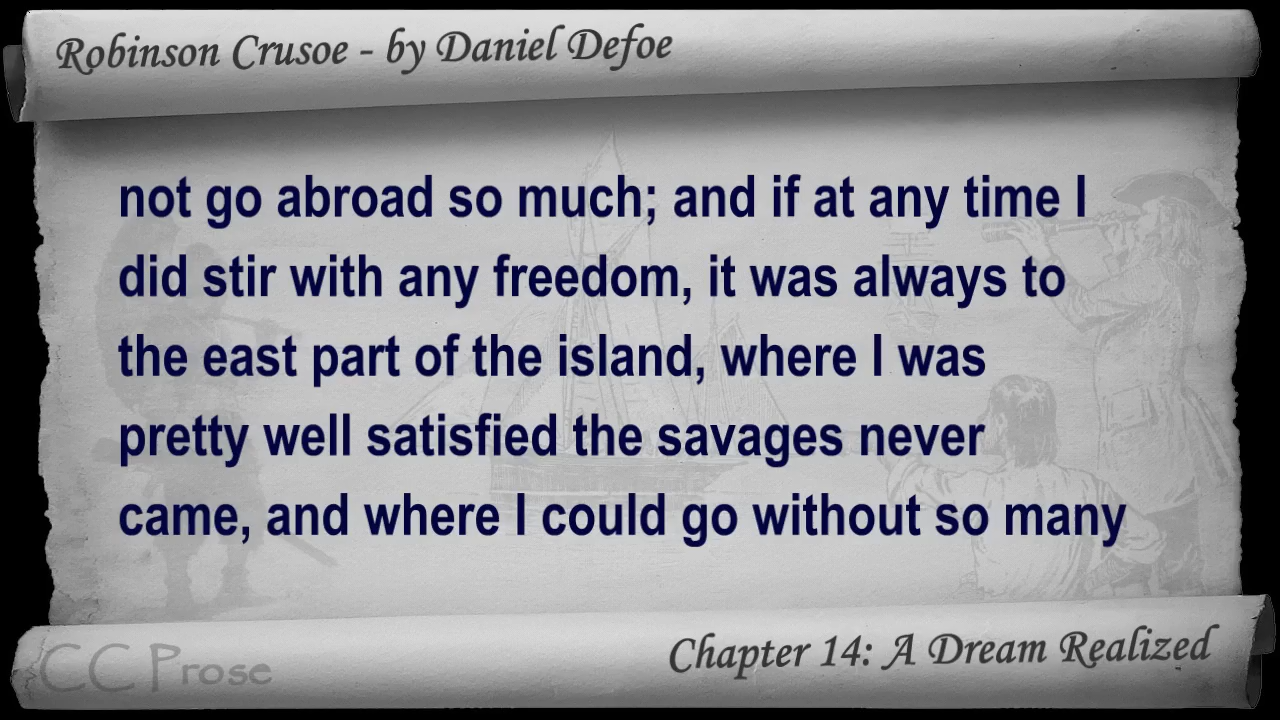 Robinson Crusoe - by Daniel Defoe
not go abroad so much; and if at any time I
did stir with any freedom, it was always to
the east part of the island, where I was
pretty well satisfied the savages never
came, and where I could go without so many
CC Prose
Chapter 14: A Dream Realized